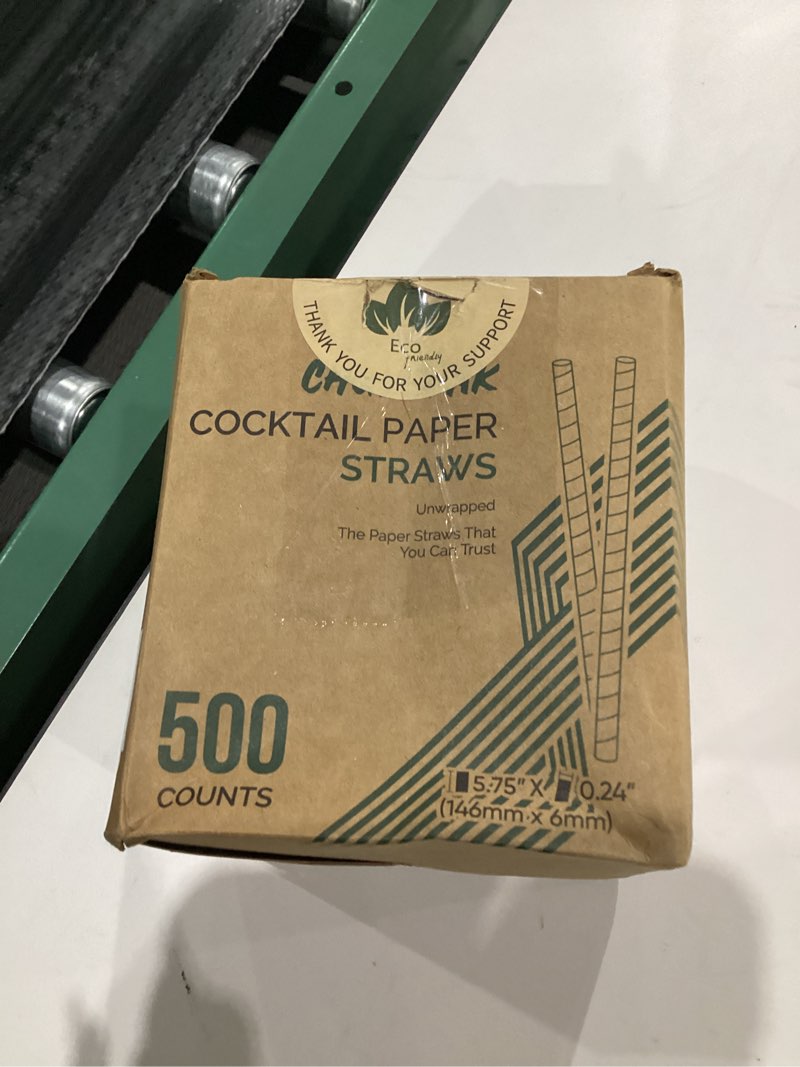 THANK YOU FOR YOUR SUPPORT
Eco
friendly
COCKTAIL PAPER
STRAWS
Unwrapped
The Paper Straws That
You Can Trust
500
COUNTS
5.75" X 0.24"
(146mm x 6mm)